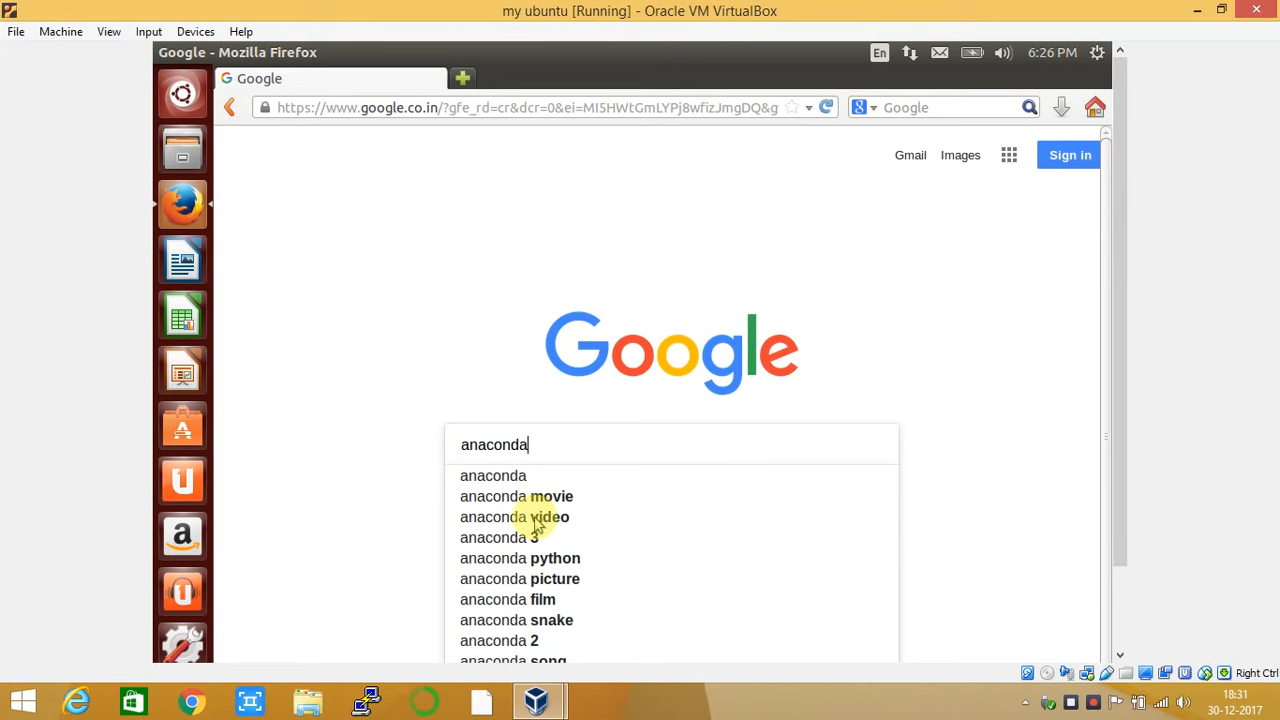 my ubuntu [Running] - Oracle VM VirtualBox
File Machine View Input Devices Help
Google - Mozilla Firefox En 6:26 PM
Google
https://www.google.co.in/?gfe_rd=cr&dcr=0&ei=MI5HWtGmLYPj8wfizJmgDQ&g Google
Gmail Images Sign in
Google
anaconda
anaconda
anaconda movie
anaconda video
anaconda 3
anaconda python
anaconda picture
anaconda film
anaconda snake
anaconda 2
anaconda song
Right Ctrl
18:31
30-12-2017